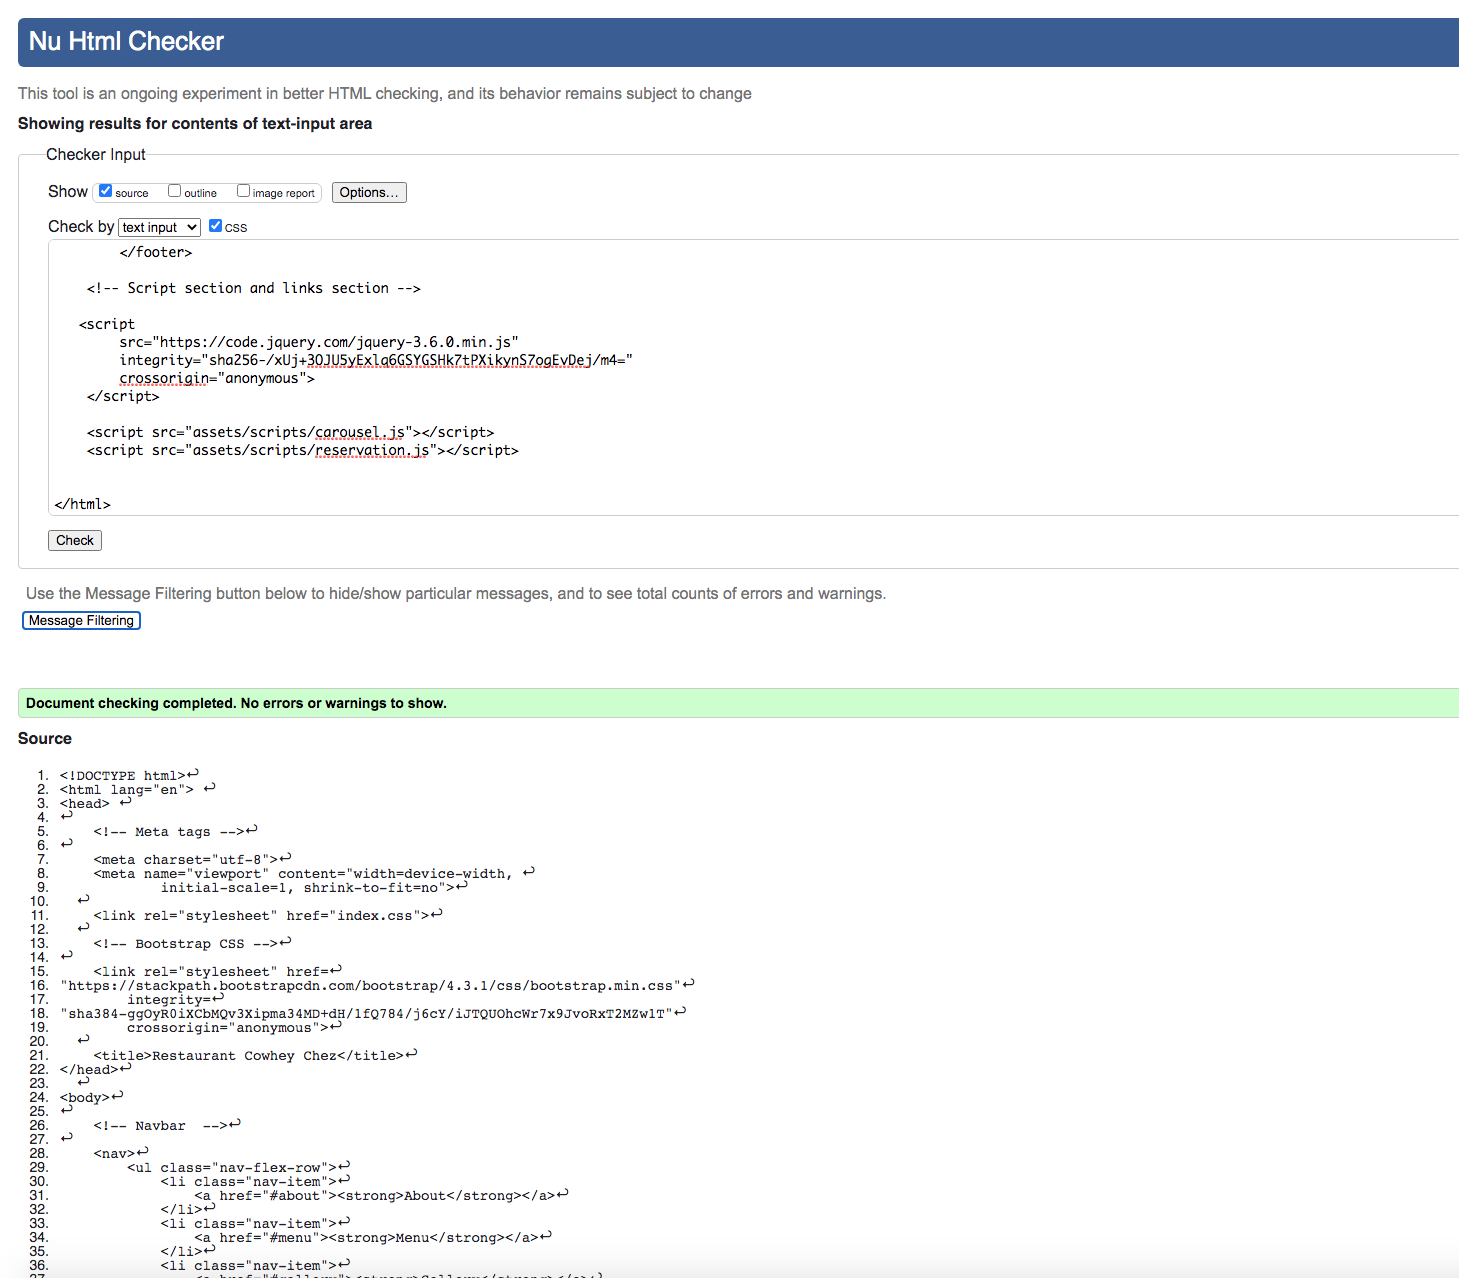 Nu Html Checker
This tool is an ongoing experiment in better HTML checking, and its behavior remains subject to change
Showing results for contents of text-input area
Checker Input
Show source outline image report Options...
Check by text input CSS
</footer>
<!-- Script section and links section -->
<script
src="https://code.jquery.com/jquery-3.6.0.min.js"
integrity="sha256-/xUj+3OJU5yExlq6GSYGSHk7tPXikynS7ogEvDej/m4="
crossorigin="anonymous">
</script>
<script src="assets/scripts/carousel.js"></script>
<script src="assets/scripts/reservation.js"></script>
</html>
Check
Use the Message Filtering button below to hide/show particular messages, and to see total counts of errors and warnings.
Message Filtering
Document checking completed. No errors or warnings to show.
Source
1. <!DOCTYPE html>↩
2. <html lang="en"> ↩
3. <head> ↩
4. ↩
5. <!-- Meta tags -->↩
6. ↩
7. <meta charset="utf-8">↩
8. <meta name="viewport" content="width=device-width, ↩
9. initial-scale=1, shrink-to-fit=no">↩
10. ↩
11. <link rel="stylesheet" href="index.css">↩
12. ↩
13. <!-- Bootstrap CSS -->↩
14. ↩
15. <link rel="stylesheet" href=↩
16. "https://stackpath.bootstrapcdn.com/bootstrap/4.3.1/css/bootstrap.min.css"↩
17. integrity=↩
18. "sha384-ggOyR0iXCbMQv3Xipma34MD+dH/1fQ784/j6cY/iJTQUOhcWr7x9JvoRxT2MZw1T"↩
19. crossorigin="anonymous">↩
20. ↩
21. <title>Restaurant Cowhey Chez</title>↩
22. </head>↩
23. ↩
24. <body>↩
25. ↩
26. <!-- Navbar  -->↩
27. ↩
28. <nav>↩
29. <ul class="nav-flex-row">↩
30. <li class="nav-item">↩
31. <a href="#about"><strong>About</strong></a>↩
32. </li>↩
33. <li class="nav-item">↩
34. <a href="#menu"><strong>Menu</strong></a>↩
35. </li>↩
36. <li class="nav-item">↩